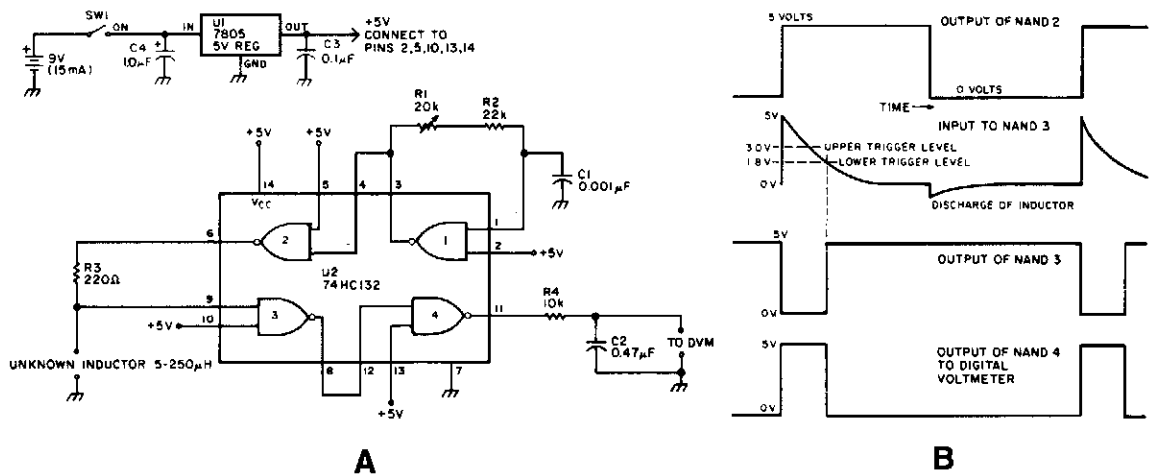 SW1
ON
IN
U1
7805
5V REG
OUT
GND
+5V
CONNECT TO
PINS 2,5,10,13,14
+
9V
(15mA)
+
C4
1.0µF
C3
0.1µF
R1
20k
R2
22k
+5V
+5V
C1
0.001µF
14
5
4
3
VCC
6
2
1
1
2
+5V
R3
220Ω
U2
74HC132
9
10
+5V
3
4
11
R4
10k
C2
0.47µF
TO DVM
UNKNOWN INDUCTOR 5-250µH
8
12
13
7
+5V
A
5 VOLTS
OUTPUT OF NAND 2
0 VOLTS
TIME
5V
INPUT TO NAND 3
3.0V
UPPER TRIGGER LEVEL
1.8V
LOWER TRIGGER LEVEL
0V
DISCHARGE OF INDUCTOR
5V
OUTPUT OF NAND 3
0V
5V
OUTPUT OF NAND 4
TO DIGITAL
VOLTMETER
0V
B